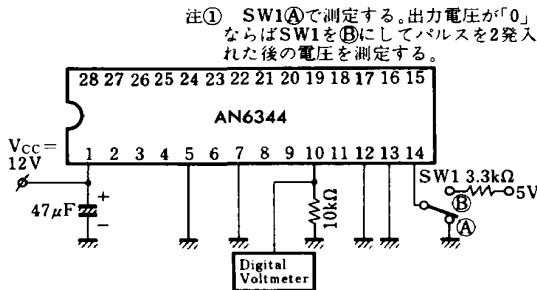 注① SW1Ⓐで測定する。出力電圧が「0」
ならばSW1をⒷにしてパルスを2発入
れた後の電圧を測定する。
28 27 26 25 24 23 22 21 20 19 18 17 16 15
AN6344
1 2 3 4 5 6 7 8 9 10 11 12 13 14
VCC=
12V
+
47μF
−
10kΩ
SW1 3.3kΩ
5V
Ⓑ
Ⓐ
Digital
Voltmeter